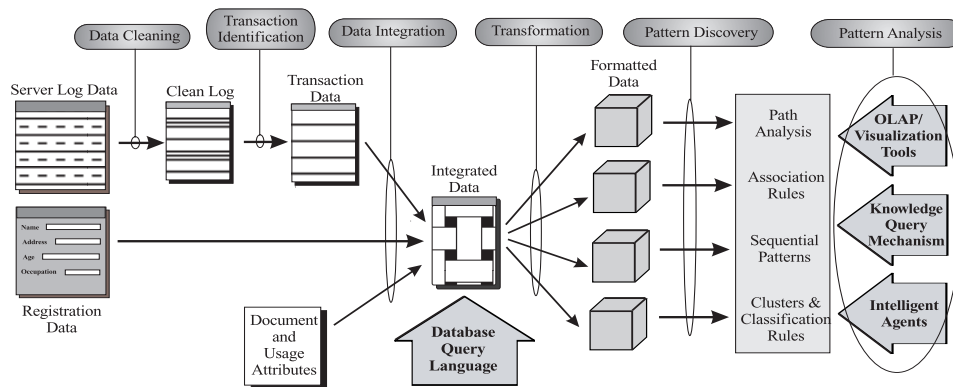 Data Cleaning
Transaction
Identification
Data Integration
Transformation
Pattern Discovery
Pattern Analysis
Server Log Data
Clean Log
Transaction
Data
Formatted
Data
Path
Analysis
OLAP/
Visualization
Tools
Integrated
Data
Association
Rules
Name
Address
Age
Occupation
Knowledge
Query
Mechanism
Sequential
Patterns
Registration
Data
Document
and
Usage
Attributes
Database
Query
Language
Clusters &
Classification
Rules
Intelligent
Agents